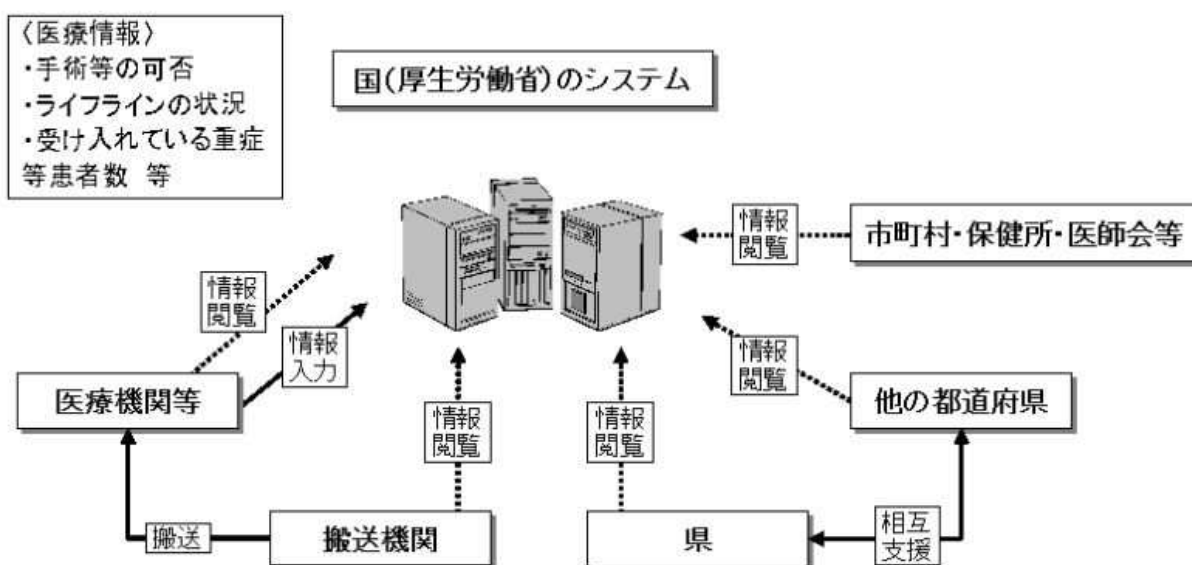 〈医療情報〉
・手術等の可否
・ライフラインの状況
・受け入れている重症
等患者数 等
国(厚生労働省)のシステム
情報
閲覧
市町村・保健所・医師会等
情報
閲覧
情報
入力
情報
閲覧
医療機関等
他の都道府県
情報
閲覧
情報
閲覧
搬送
搬送機関
県
相互
支援